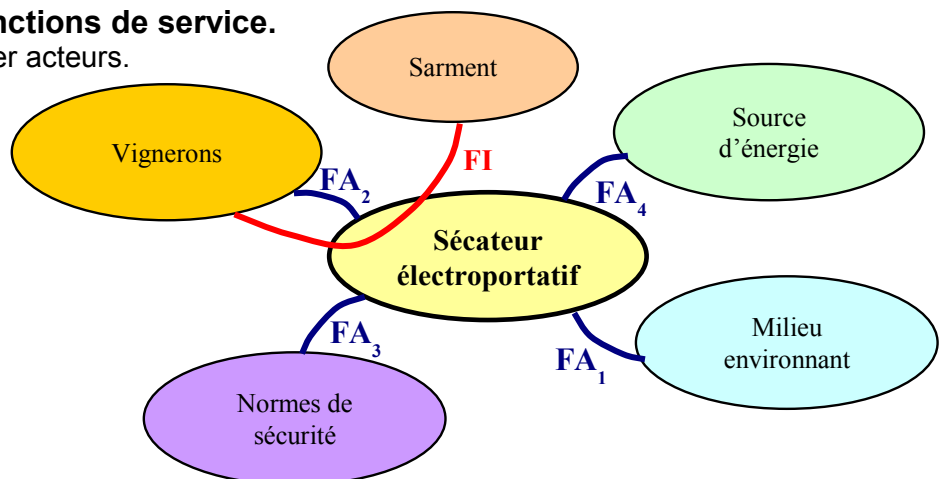 nctions de service.
er acteurs.
Sarment
Source
d’énergie
Vignerons
FI
FA₂
FA₄
Sécateur
électroportatif
Milieu
environnant
FA₃
FA₁
Normes de
sécurité